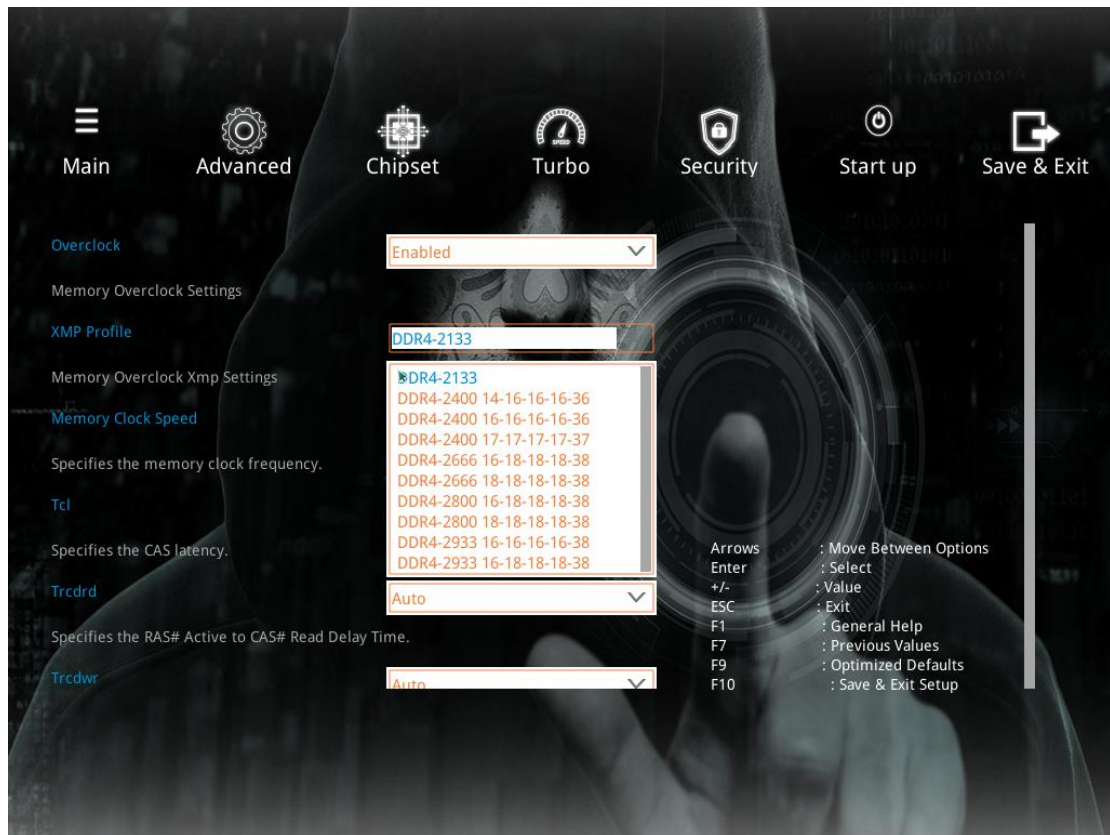 Main
Advanced
Chipset
SPEED
Turbo
Security
Start up
Save & Exit
Overclock
Enabled
Memory Overclock Settings
XMP Profile
DDR4-2133
Memory Overclock Xmp Settings
DDR4-2133
DDR4-2400 14-16-16-16-36
DDR4-2400 16-16-16-16-36
DDR4-2400 17-17-17-17-37
DDR4-2666 16-18-18-18-38
DDR4-2666 18-18-18-18-38
DDR4-2800 16-18-18-18-38
DDR4-2800 18-18-18-18-38
DDR4-2933 16-16-16-16-38
DDR4-2933 16-18-18-18-38
Memory Clock Speed
Specifies the memory clock frequency.
Tcl
Specifies the CAS latency.
Trcdrd
Auto
Specifies the RAS# Active to CAS# Read Delay Time.
Trcdwr
Auto
Arrows : Move Between Options
Enter : Select
+/- : Value
ESC : Exit
F1 : General Help
F7 : Previous Values
F9 : Optimized Defaults
F10 : Save & Exit Setup